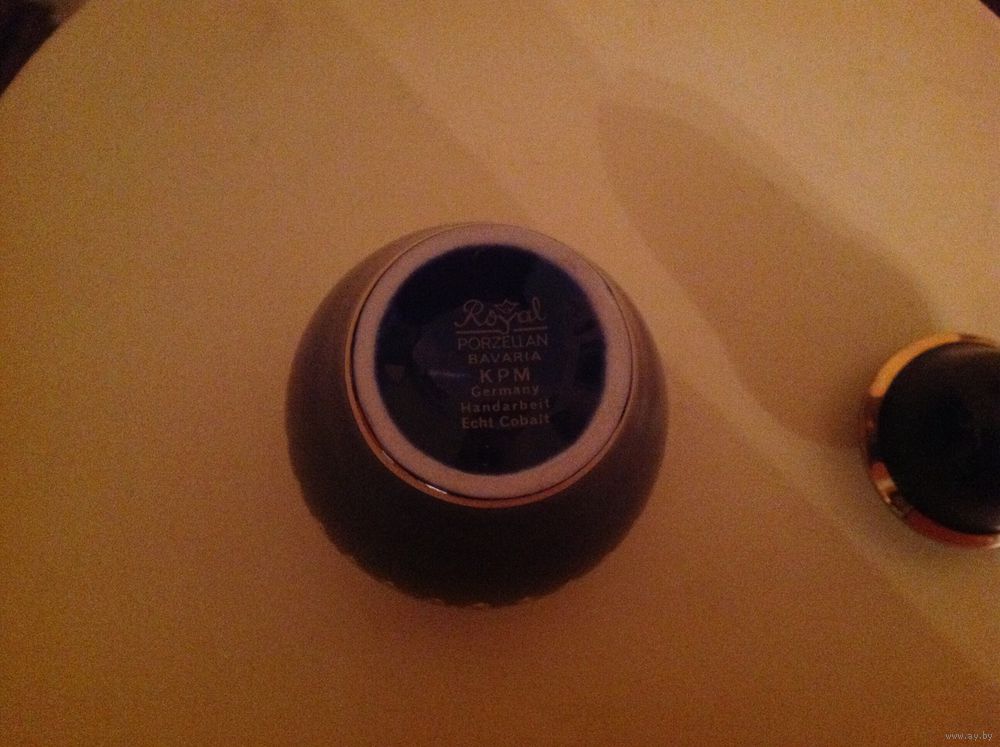 Royal
PORZELLAN
BAVARIA
KPM
Germany
Handarbeit
Echt Cobalt
www.ay.by